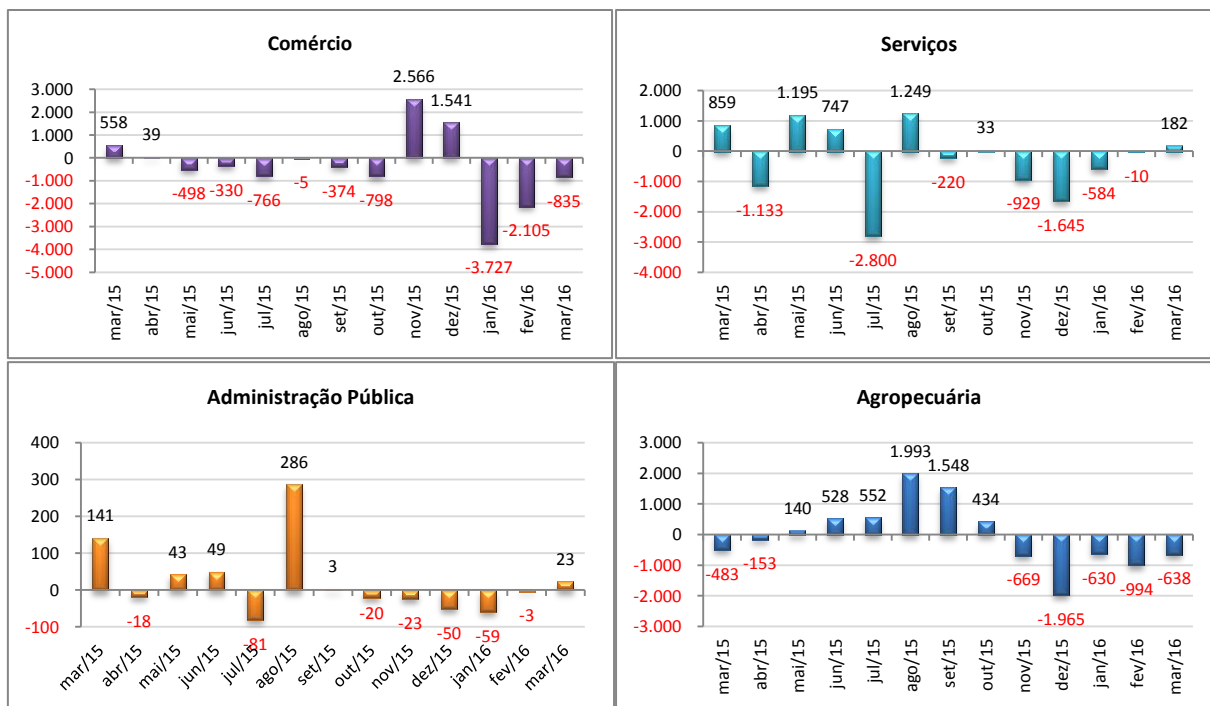 Comércio
3.000
2.000
1.000
0
-1.000
-2.000
-3.000
-4.000
-5.000
558
39
-498
-330
-766
-5
-374
-798
2.566
1.541
-3.727
-2.105
-835
mar/15
abr/15
mai/15
jun/15
jul/15
ago/15
set/15
out/15
nov/15
dez/15
jan/16
fev/16
mar/16
Serviços
2.000
1.000
0
-1.000
-2.000
-3.000
-4.000
859
-1.133
1.195
747
-2.800
1.249
-220
33
-929
-1.645
-584
-10
182
mar/15
abr/15
mai/15
jun/15
jul/15
ago/15
set/15
out/15
nov/15
dez/15
jan/16
fev/16
mar/16
Administração Pública
400
300
200
100
0
-100
141
-18
43
49
-81
286
3
-20
-23
-50
-59
-3
23
mar/15
abr/15
mai/15
jun/15
jul/15
ago/15
set/15
out/15
nov/15
dez/15
jan/16
fev/16
mar/16
Agropecuária
3.000
2.000
1.000
0
-1.000
-2.000
-3.000
-483
-153
140
528
552
1.993
1.548
434
-669
-1.965
-630
-994
-638
mar/15
abr/15
mai/15
jun/15
jul/15
ago/15
set/15
out/15
nov/15
dez/15
jan/16
fev/16
mar/16